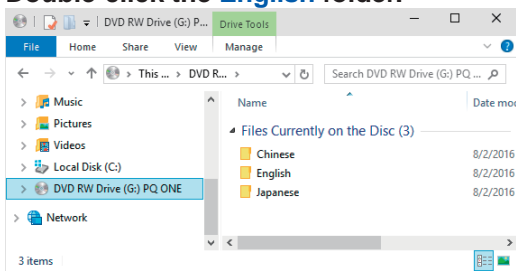 Double-click the English folder.
DVD RW Drive (G:) P... Drive Tools
File Home Share View Manage
This ... > DVD R... > Search DVD RW Drive (G:) PQ ...
Music
Pictures
Videos
Local Disk (C:)
DVD RW Drive (G:) PQ ONE
Network
Name Date mod
Files Currently on the Disc (3)
Chinese 8/2/2016
English 8/2/2016
Japanese 8/2/2016
3 items